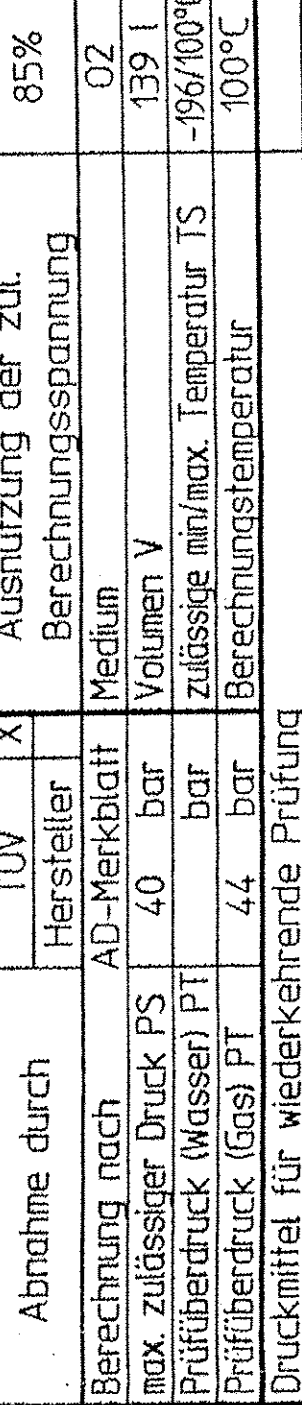 Abnahme durch TÜV X Ausnutzung der zul. 85%
Hersteller Berechnungsspannung
Berechnung nach AD-Merkblatt Medium O2
max. zulässiger Druck PS 40 bar Volumen V 139 l
Prüfüberdruck (Wasser) PT bar zulässige min/max. Temperatur TS -196/100°C
Prüfüberdruck (Gas) PT 44 bar Berechnungstemperatur 100°C
Druckmittel für wiederkehrende Prüfung